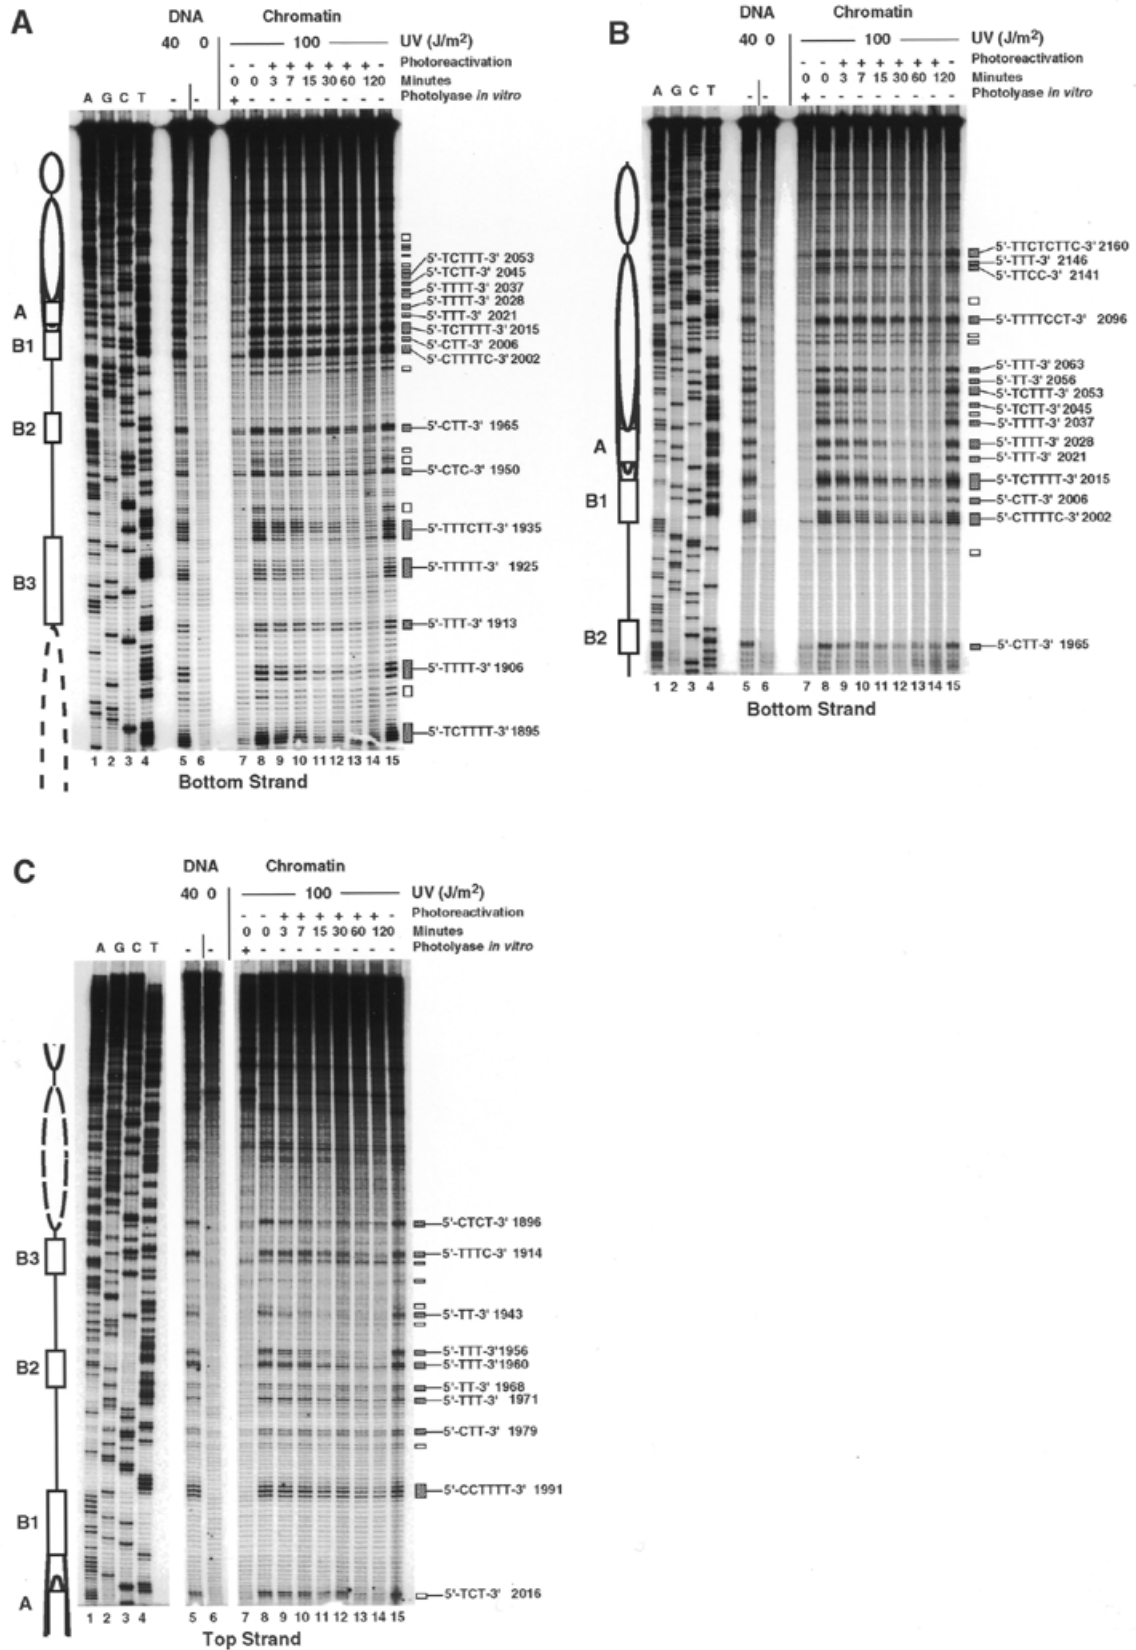 A
DNA Chromatin
40 0 100 UV (J/m²)
- - + + + + + + - Photoreactivation
0 0 3 7 15 30 60 120 Minutes
- - + - - - - - - - - Photolyase in vitro
A G C T
A
B1
B2
B3
5'-TCTTT-3' 2053
5'-TCTT-3' 2045
5'-TTTT-3' 2037
5'-TTTT-3' 2028
5'-TTT-3' 2021
5'-TCTTTT-3' 2015
5'-CTT-3' 2006
5'-CTTTTC-3' 2002
5'-CTT-3' 1965
5'-CTC-3' 1950
5'-TTTCTT-3' 1935
5'-TTTTT-3' 1925
5'-TTT-3' 1913
5'-TTTT-3' 1906
5'-TCTTTT-3' 1895
1 2 3 4 5 6 7 8 9 10 11 12 13 14 15
Bottom Strand
B
DNA Chromatin
40 0 100 UV (J/m²)
- - + + + + + + - Photoreactivation
0 0 3 7 15 30 60 120 Minutes
- - + - - - - - - - - Photolyase in vitro
A G C T
A
B1
B2
5'-TTCTCTTC-3' 2160
5'-TTT-3' 2146
5'-TTCC-3' 2141
5'-TTTTCCT-3' 2096
5'-TTT-3' 2063
5'-TT-3' 2056
5'-TCTTT-3' 2053
5'-TCTT-3' 2045
5'-TTTT-3' 2037
5'-TTTT-3' 2028
5'-TTT-3' 2021
5'-TCTTTT-3' 2015
5'-CTT-3' 2006
5'-CTTTTC-3' 2002
5'-CTT-3' 1965
1 2 3 4 5 6 7 8 9 10 11 12 13 14 15
Bottom Strand
C
DNA Chromatin
40 0 100 UV (J/m²)
- - + + + + + + - Photoreactivation
0 0 3 7 15 30 60 120 Minutes
- - + - - - - - - - - Photolyase in vitro
A G C T
B3
B2
B1
A
5'-CTCT-3' 1896
5'-TTTC-3' 1914
5'-TT-3' 1943
5'-TTT-3' 1956
5'-TTT-3' 1960
5'-TT-3' 1968
5'-TTT-3' 1971
5'-CTT-3' 1979
5'-CCTTTT-3' 1991
5'-TCT-3' 2016
1 2 3 4 5 6 7 8 9 10 11 12 13 14 15
Top Strand